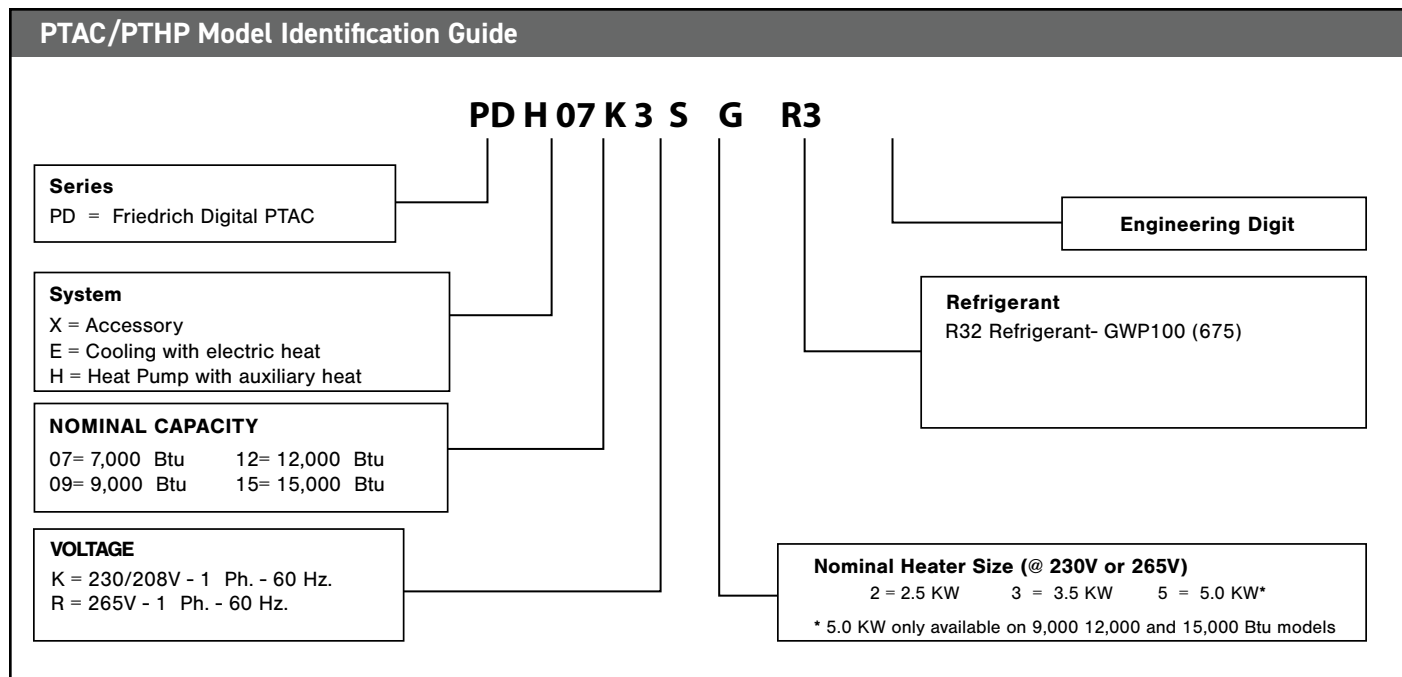 PTAC/PTHP Model Identification Guide
PD H 07 K 3 S G R3
Series
PD = Friedrich Digital PTAC
System
X = Accessory
E = Cooling with electric heat
H = Heat Pump with auxiliary heat
NOMINAL CAPACITY
07= 7,000 Btu 12= 12,000 Btu
09= 9,000 Btu 15= 15,000 Btu
VOLTAGE
K = 230/208V - 1 Ph. - 60 Hz.
R = 265V - 1 Ph. - 60 Hz.
Engineering Digit
Refrigerant
R32 Refrigerant- GWP100 (675)
Nominal Heater Size (@ 230V or 265V)
2 = 2.5 KW 3 = 3.5 KW 5 = 5.0 KW*
* 5.0 KW only available on 9,000 12,000 and 15,000 Btu models